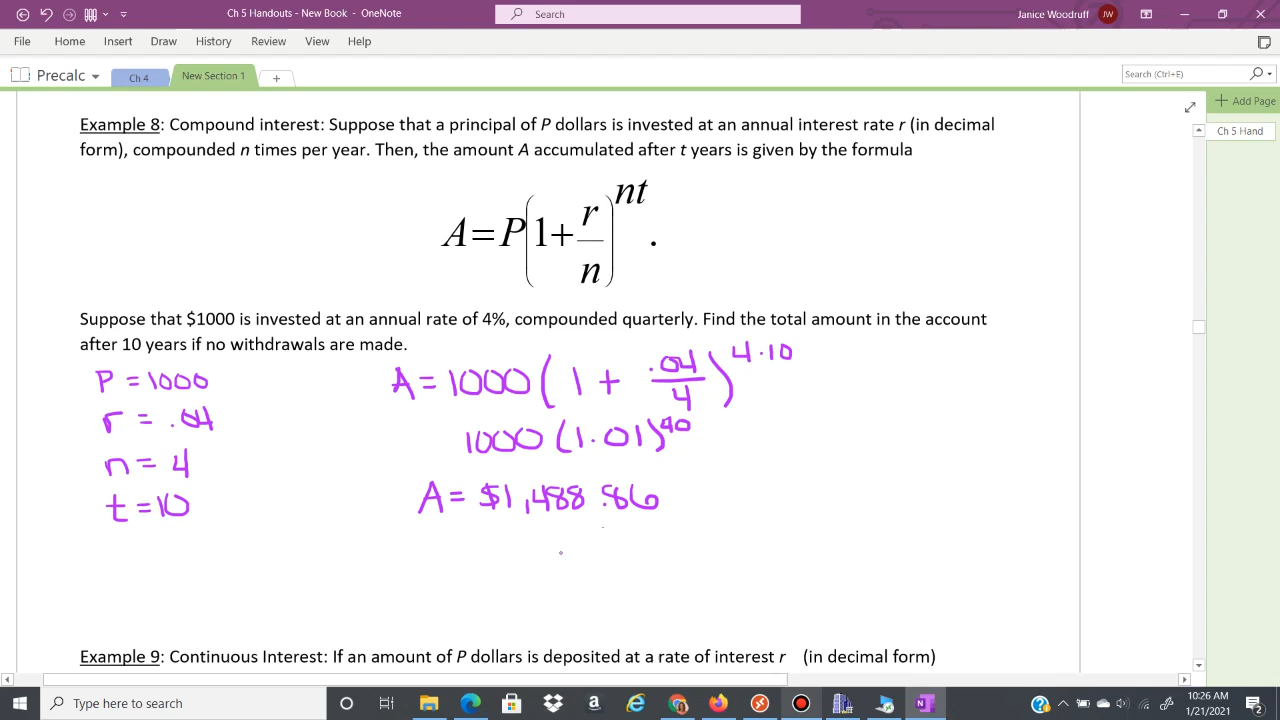 Ch 5 Handouts - New Book - OneNote
Search
Janice Woodruff
JW
File Home Insert Draw History Review View Help
Precalc Ch 4 New Section 1 +
Search (Ctrl+E)
+ Add Page
Ch 5 Hand
Example 8: Compound interest: Suppose that a principal of P dollars is invested at an annual interest rate r (in decimal
form), compounded n times per year. Then, the amount A accumulated after t years is given by the formula
A=P(1+r/n)^nt.
Suppose that $1000 is invested at an annual rate of 4%, compounded quarterly. Find the total amount in the account
after 10 years if no withdrawals are made.
P = 1000
r = .04
n = 4
t = 10
A = 1000 ( 1 + .04/4 )^4·10
1000 (1.01)^40
A = $1,488.86
Example 9: Continuous Interest: If an amount of P dollars is deposited at a rate of interest r (in decimal form)
Type here to search
10:26 AM
1/21/2021